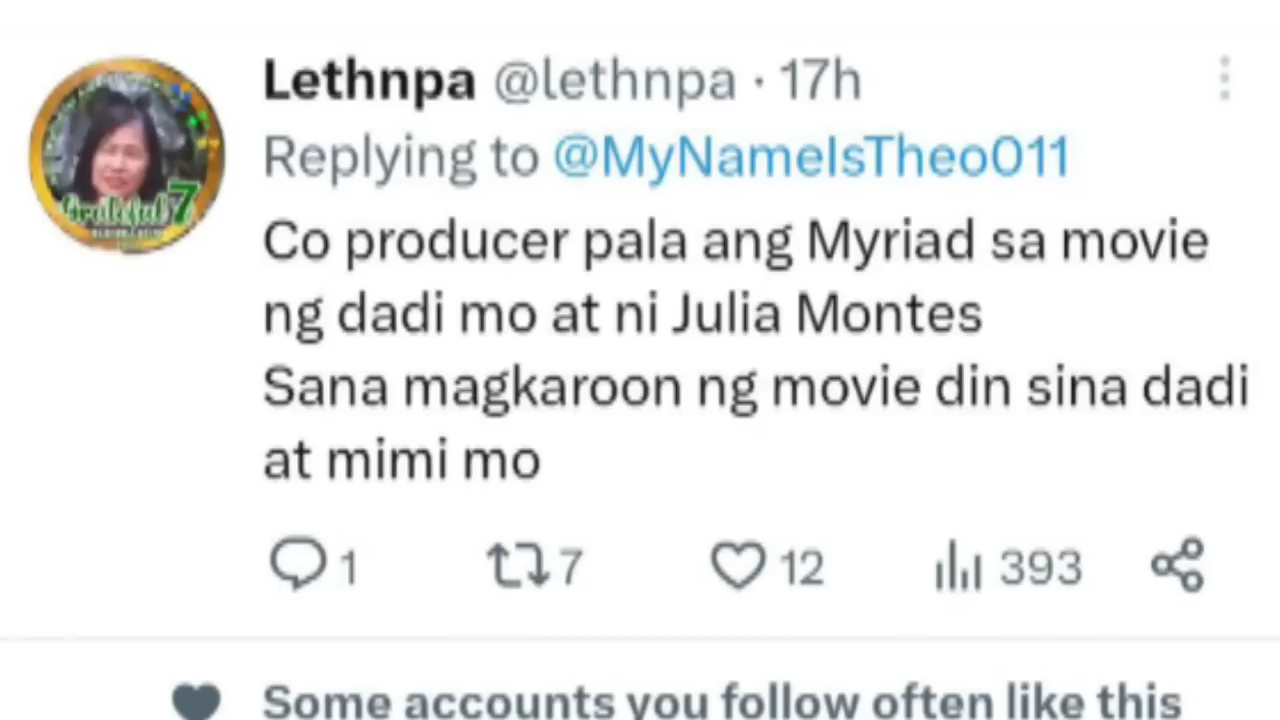 Lethnpa @lethnpa · 17h
Replying to @MyNameIsTheo011
Co producer pala ang Myriad sa movie
ng dadi mo at ni Julia Montes
Sana magkaroon ng movie din sina dadi
at mimi mo
1 7 12 393
Some accounts you follow often like this
Grateful 7